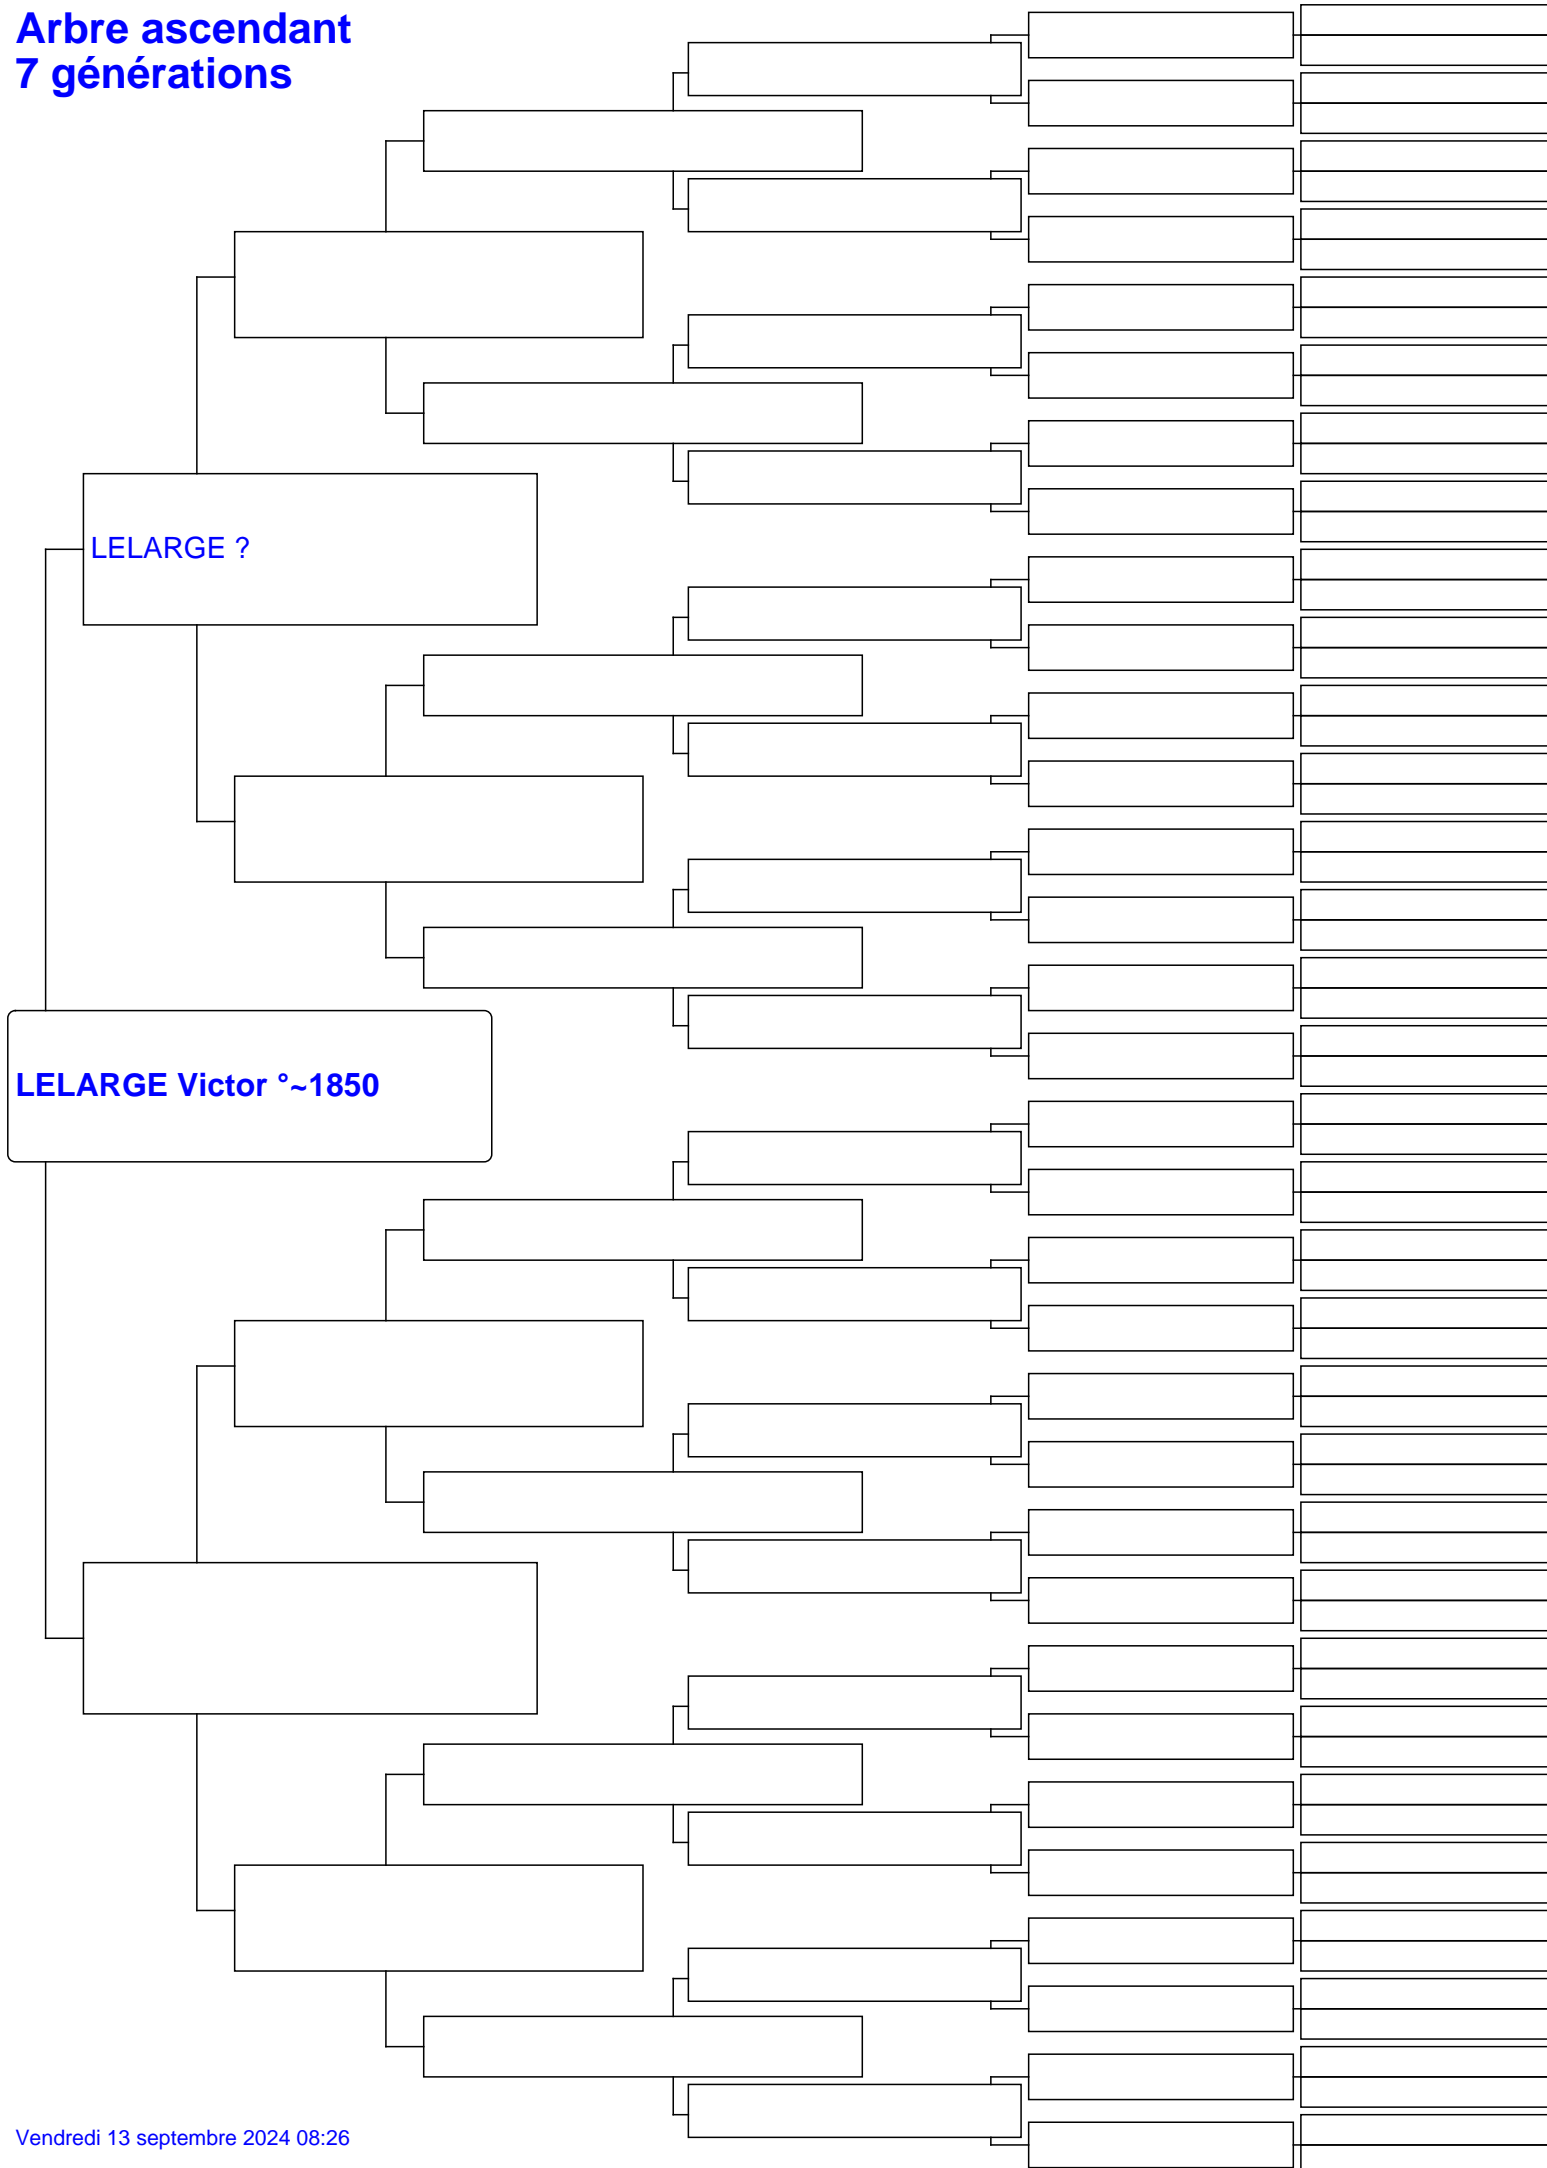 Arbre ascendant
7 générations
LELARGE ?
LELARGE Victor °~1850
Vendredi 13 septembre 2024 08:26